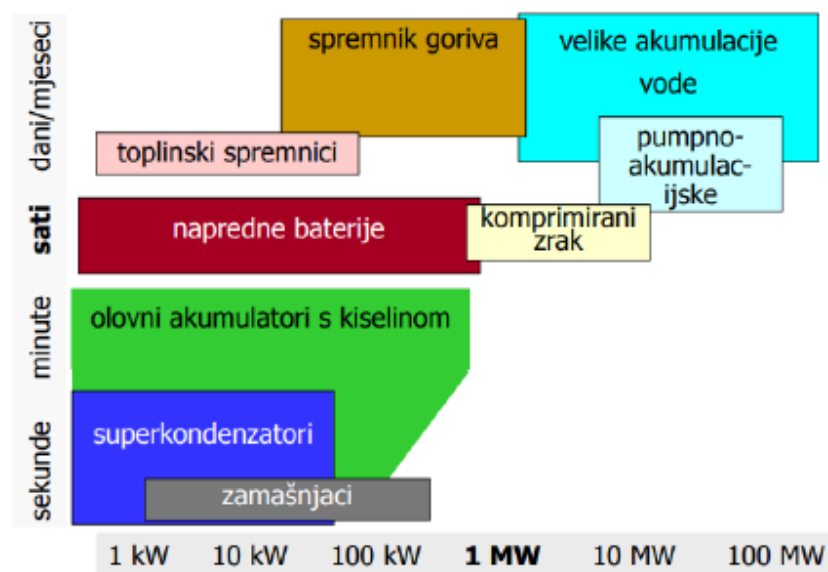 dani/mjeseci
spremnik goriva
velike akumulacije
vode
toplinski spremnici
pumpno-
akumulac-
ijske
sati
napredne baterije
komprimirani
zrak
minute
olovni akumulatori s kiselinom
sekunde
superkondenzatori
zamašnjaci
1 kW 10 kW 100 kW 1 MW 10 MW 100 MW